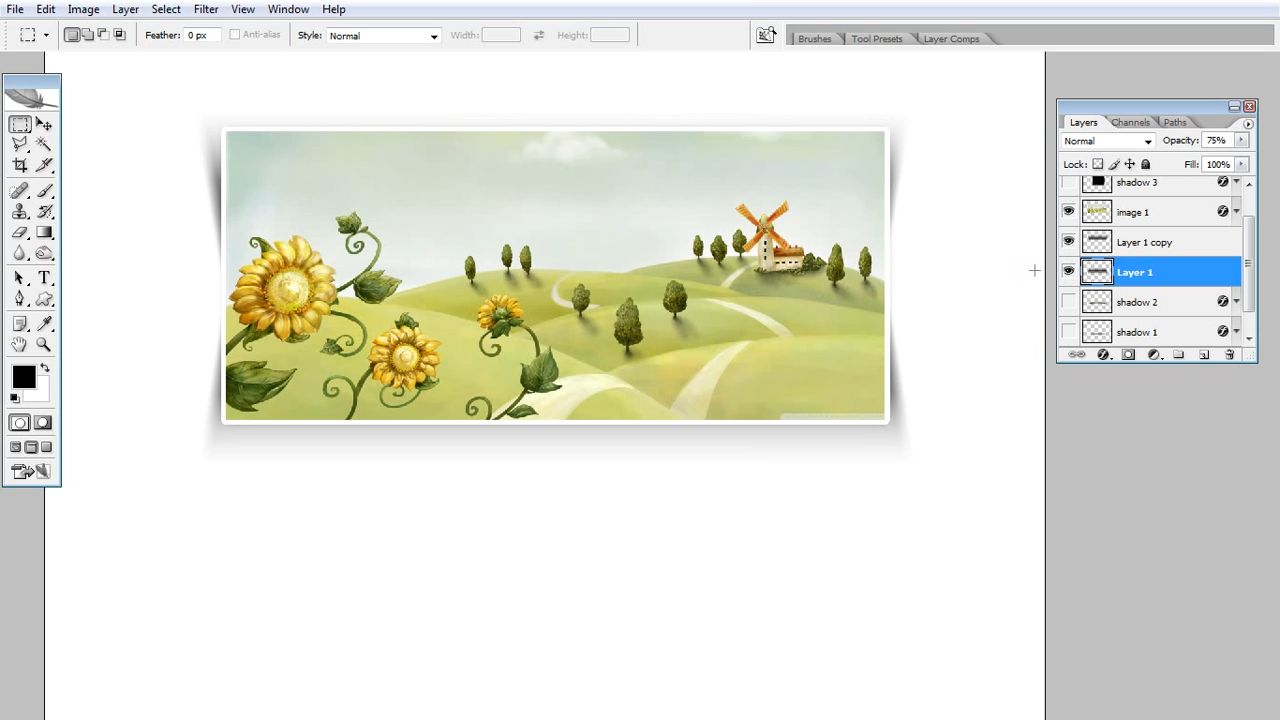 File Edit Image Layer Select Filter View Window Help
Feather: 0 px Anti-alias Style: Normal Width: Height: Brushes Tool Presets Layer Comps
Layers Channels Paths
Normal Opacity: 75%
Lock: Fill: 100%
shadow 3
image 1
Layer 1 copy
Layer 1
shadow 2
shadow 1
T